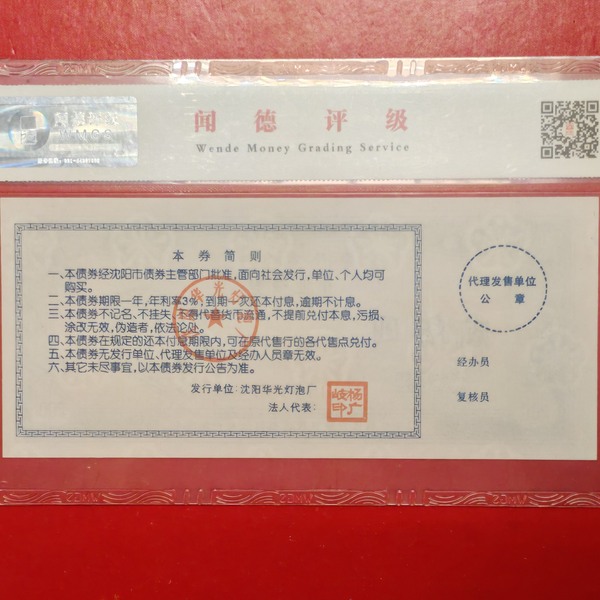 闻德评级
Wende Money Grading Service
本券简则
一、本债券经沈阳市债券主管部门批准，面向社会发行，单位、个人均可
购买。
二、本债券期限一年，年利率3%，到期一次还本付息，逾期不计息。
三、本债券不记名、不挂失、不得代替货币流通，不提前兑付本息，污损、
涂改无效，伪造者，依法论处。
四、本债券在规定的还本付息期限内，可在原代售行的各代售点兑付。
五、本债券无发行单位、代理发售单位及经办人员章无效。
六、其它未尽事宜，以本债券发行公告为准。
发行单位：沈阳华光灯泡厂
法人代表：
代理发售单位
公章
经办员
复核员